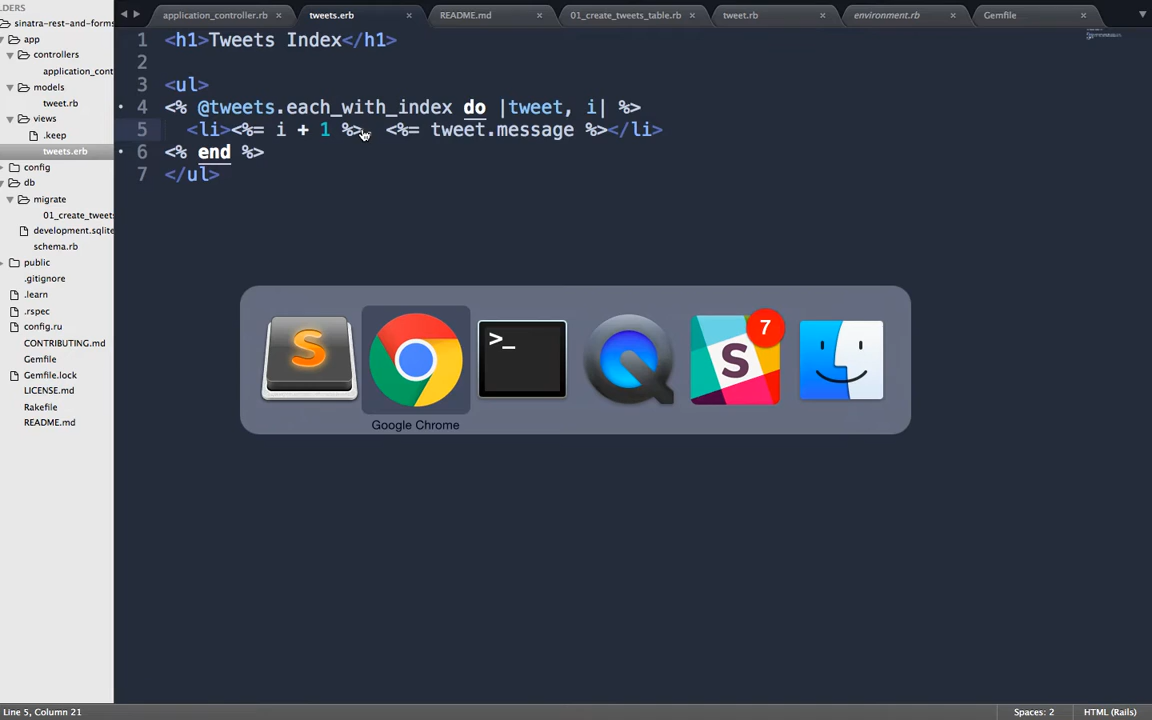 LDERS
sinatra-rest-and-forms
app
controllers
application_cont
models
tweet.rb
views
.keep
tweets.erb
config
db
migrate
01_create_tweets
development.sqlite
schema.rb
public
.gitignore
.learn
.rspec
config.ru
CONTRIBUTING.md
Gemfile
Gemfile.lock
LICENSE.md
Rakefile
README.md
application_controller.rb
tweets.erb
README.md
01_create_tweets_table.rb
tweet.rb
environment.rb
Gemfile
1 <h1>Tweets Index</h1>
2
3 <ul>
4 <% @tweets.each_with_index do |tweet, i| %>
5 <li><%= i + 1 %> <%= tweet.message %></li>
6 <% end %>
7 </ul>
S
>_
S
7
Google Chrome
Line 5, Column 21
Spaces: 2
HTML (Rails)